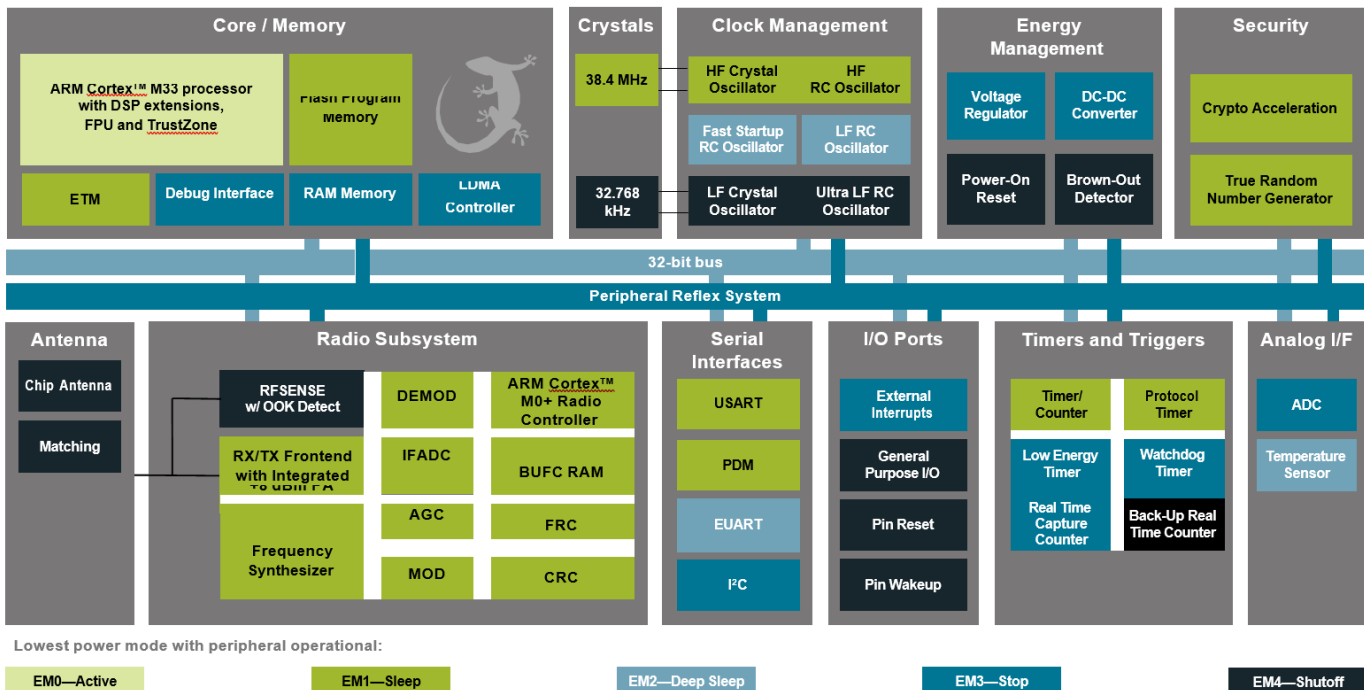 Core / Memory
ARM Cortex™ M33 processor
with DSP extensions,
FPU and TrustZone
Flash Program
Memory
ETM
Debug Interface
RAM Memory
LDMA
Controller
Crystals
38.4 MHz
32.768
kHz
Clock Management
HF Crystal
Oscillator
HF
RC Oscillator
Fast Startup
RC Oscillator
LF RC
Oscillator
LF Crystal
Oscillator
Ultra LF RC
Oscillator
Energy
Management
Voltage
Regulator
DC-DC
Converter
Power-On
Reset
Brown-Out
Detector
Security
Crypto Acceleration
True Random
Number Generator
32-bit bus
Peripheral Reflex System
Antenna
Chip Antenna
Matching
Radio Subsystem
RFSENSE
w/ OOK Detect
RX/TX Frontend
with Integrated
+8 dBm PA
Frequency
Synthesizer
DEMOD
IFADC
AGC
MOD
ARM Cortex™
M0+ Radio
Controller
BUFC RAM
FRC
CRC
Serial
Interfaces
USART
PDM
EUART
I²C
I/O Ports
External
Interrupts
General
Purpose I/O
Pin Reset
Pin Wakeup
Timers and Triggers
Timer/
Counter
Protocol
Timer
Low Energy
Timer
Watchdog
Timer
Real Time
Capture
Counter
Back-Up Real
Time Counter
Analog I/F
ADC
Temperature
Sensor
Lowest power mode with peripheral operational:
EM0—Active
EM1—Sleep
EM2—Deep Sleep
EM3—Stop
EM4—Shutoff